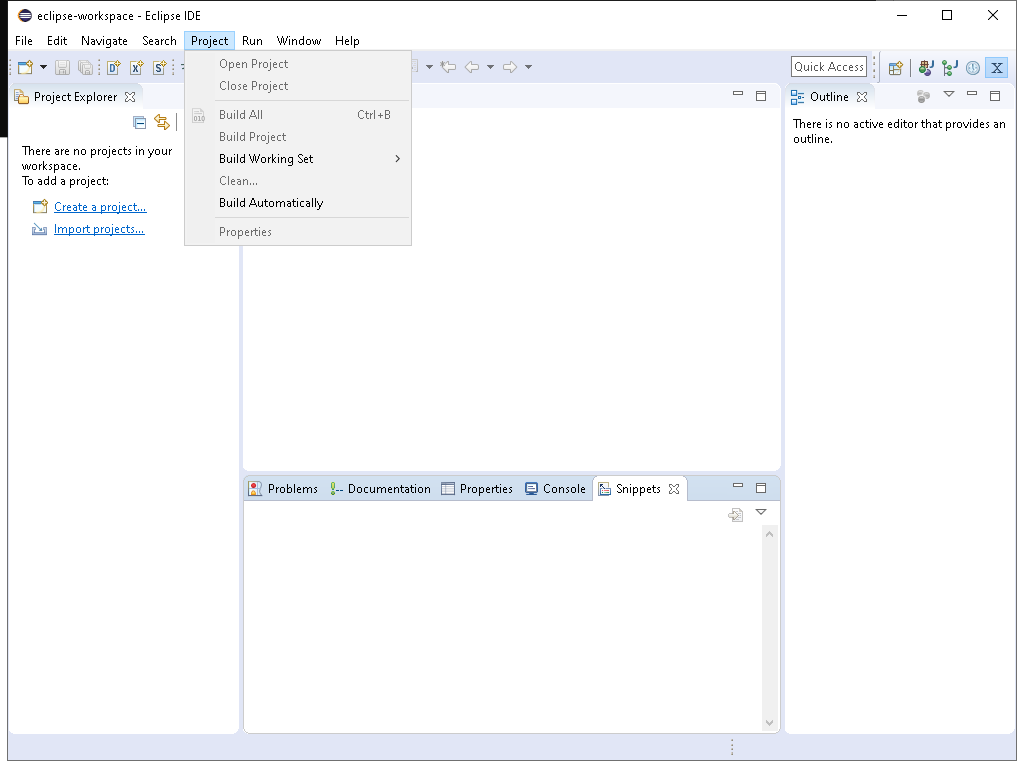 eclipse-workspace - Eclipse IDE
File Edit Navigate Search Project Run Window Help
Quick Access
Open Project
Close Project
Build All Ctrl+B
Build Project
Build Working Set
Clean...
Build Automatically
Properties
Project Explorer
There are no projects in your
workspace.
To add a project:
Create a project...
Import projects...
Outline
There is no active editor that provides an
outline.
Problems Documentation Properties Console Snippets